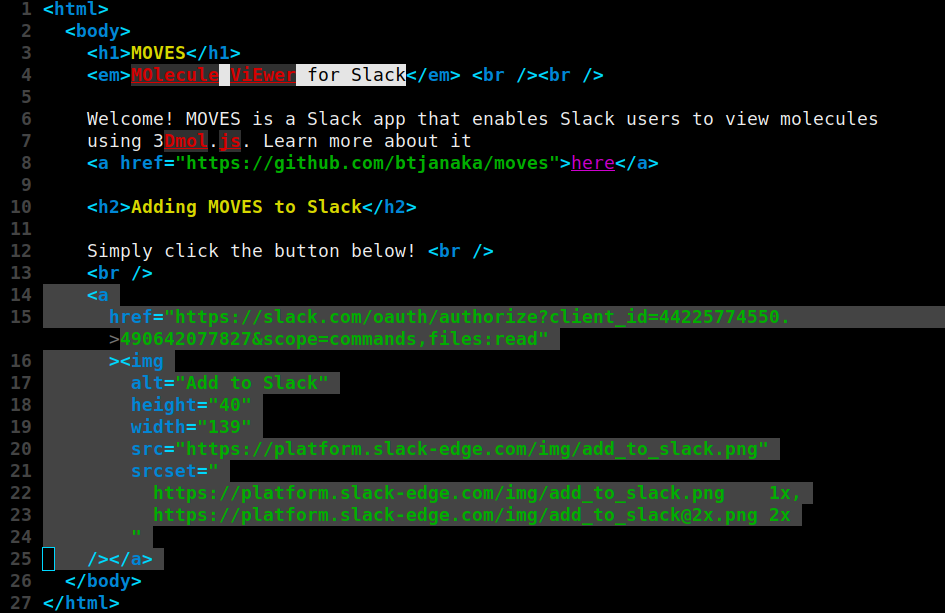 1 <html>
2   <body>
3     <h1>MOVES</h1>
4     <em>MOlecule ViEwer for Slack</em> <br /><br />
5
6     Welcome! MOVES is a Slack app that enables Slack users to view molecules
7     using 3Dmol.js. Learn more about it
8     <a href="https://github.com/btjanaka/moves">here</a>
9
10     <h2>Adding MOVES to Slack</h2>
11
12     Simply click the button below! <br />
13     <br />
14     <a
15       href="https://slack.com/oauth/authorize?client_id=44225774550.
      >490642077827&scope=commands,files:read"
16       ><img
17         alt="Add to Slack"
18         height="40"
19         width="139"
20         src="https://platform.slack-edge.com/img/add_to_slack.png"
21         srcset="
22           https://platform.slack-edge.com/img/add_to_slack.png    1x,
23           https://platform.slack-edge.com/img/add_to_slack@2x.png 2x
24         "
25     /></a>
26   </body>
27 </html>